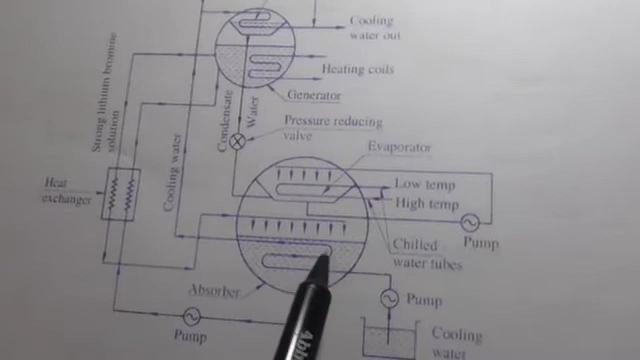 Cooling
water out
Heating coils
Generator
Strong lithium bromine
solution
Condensate
Water
Pressure reducing
valve
Evaporator
Cooling water
Heat
exchanger
Low temp
High temp
Pump
Chilled
water tubes
Absorber
Pump
Pump
Cooling
water